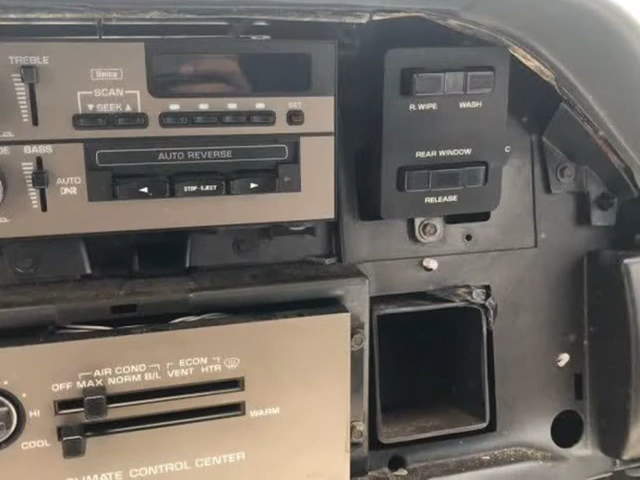 TREBLE
Delco
SCAN
▼ SEEK ▲
SET
BASS
AUTO
AUTO REVERSE
◄ STOP-EJECT ►
R. WIPE WASH
REAR WINDOW
RELEASE
C
AIR COND ECON
OFF MAX NORM B/L VENT HTR
HI
COOL
WARM
CLIMATE CONTROL CENTER